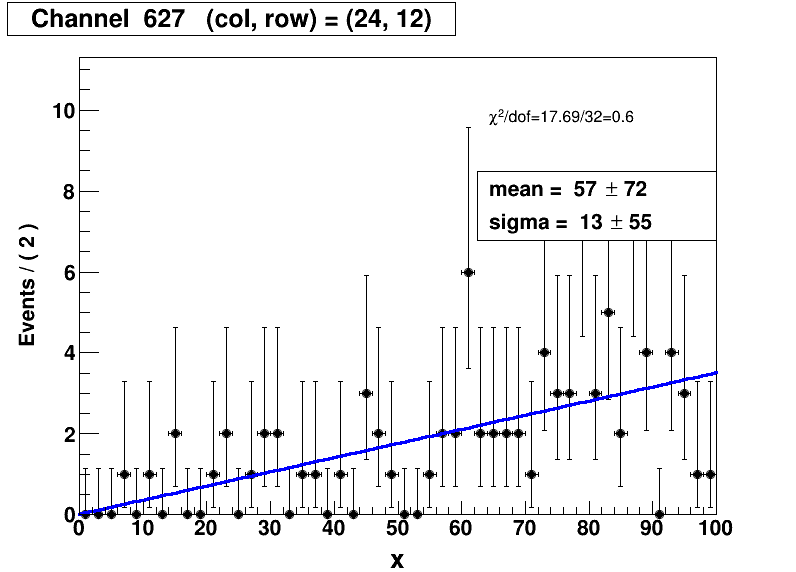 Channel 627 (col, row) = (24, 12)
χ²/dof=17.69/32=0.6
mean = 57 ± 72
sigma = 13 ± 55
Events / ( 2 )
10
8
6
4
2
0
0 10 20 30 40 50 60 70 80 90 100
x